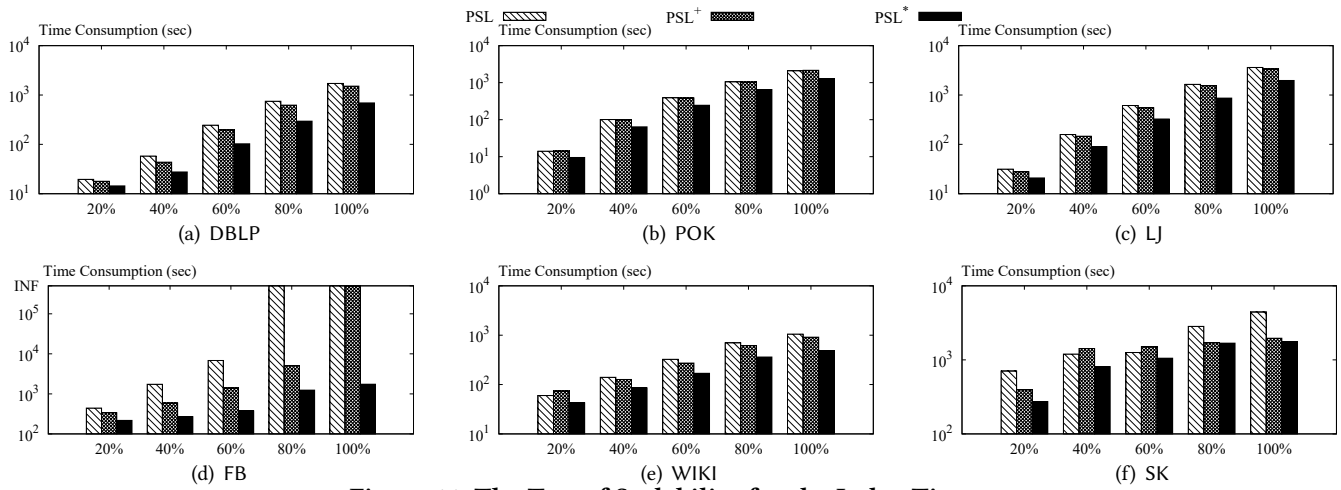 PSL PSL+ PSL*
Time Consumption (sec)
10^4
10^3
10^2
10^1
20% 40% 60% 80% 100%
(a) DBLP
Time Consumption (sec)
10^4
10^3
10^2
10^1
10^0
20% 40% 60% 80% 100%
(b) POK
Time Consumption (sec)
10^4
10^3
10^2
10^1
20% 40% 60% 80% 100%
(c) LJ
Time Consumption (sec)
INF
10^5
10^4
10^3
10^2
20% 40% 60% 80% 100%
(d) FB
Time Consumption (sec)
10^4
10^3
10^2
10^1
20% 40% 60% 80% 100%
(e) WIKI
Time Consumption (sec)
10^4
10^3
10^2
20% 40% 60% 80% 100%
(f) SK